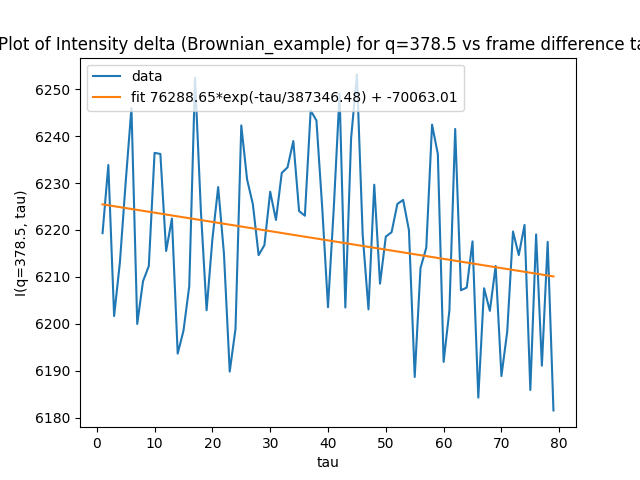 Plot of Intensity delta (Brownian_example) for q=378.5 vs frame difference ta
data
fit 76288.65*exp(-tau/387346.48) + -70063.01
I(q=378.5, tau)
6250
6240
6230
6220
6210
6200
6190
6180
0 10 20 30 40 50 60 70 80
tau